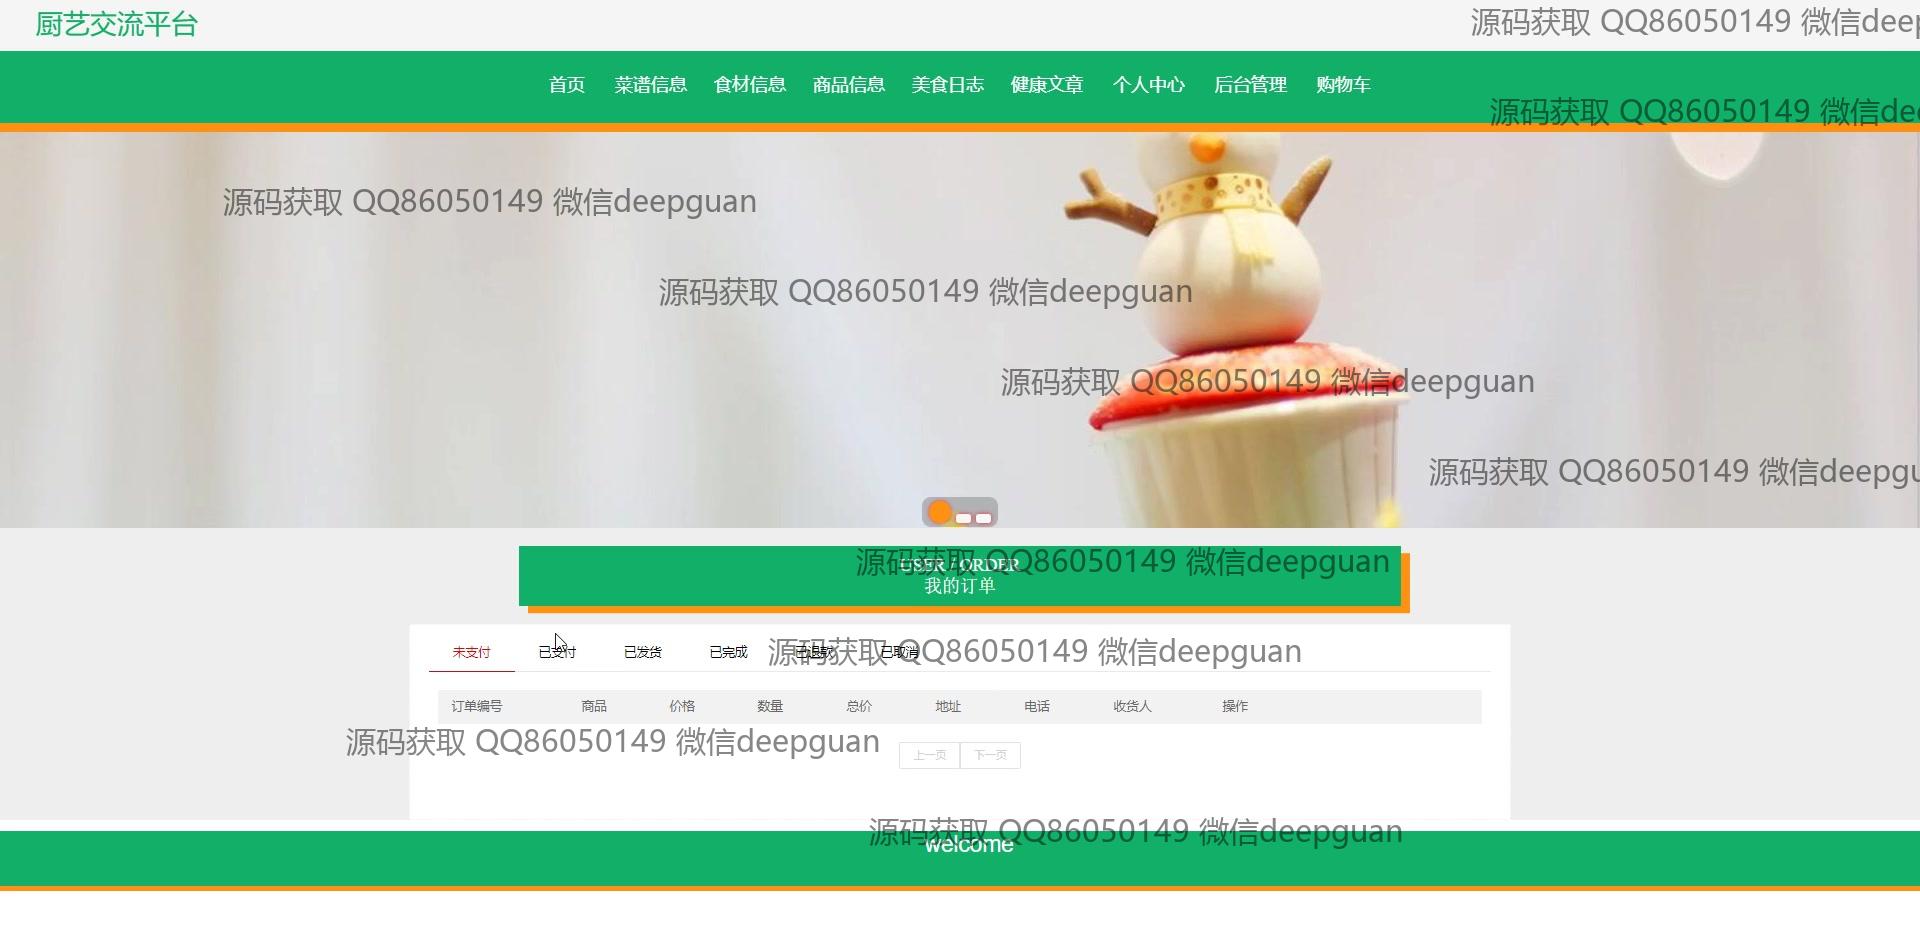 厨艺交流平台
源码获取 QQ86050149 微信deep
首页 菜谱信息 食材信息 商品信息 美食日志 健康文章 个人中心 后台管理 购物车
源码获取 QQ86050149 微信dee
源码获取 QQ86050149 微信deepguan
源码获取 QQ86050149 微信deepguan
源码获取 QQ86050149 微信deepguan
源码获取 QQ86050149 微信deepgu
源码获取 QQ86050149 微信deepguan
USER / ORDER
我的订单
源码获取 QQ86050149 微信deepguan
未支付 已支付 已发货 已完成 已退款 已取消
订单编号 商品 价格 数量 总价 地址 电话 收货人 操作
源码获取 QQ86050149 微信deepguan
上一页 下一页
源码获取 QQ86050149 微信deepguan
welcome